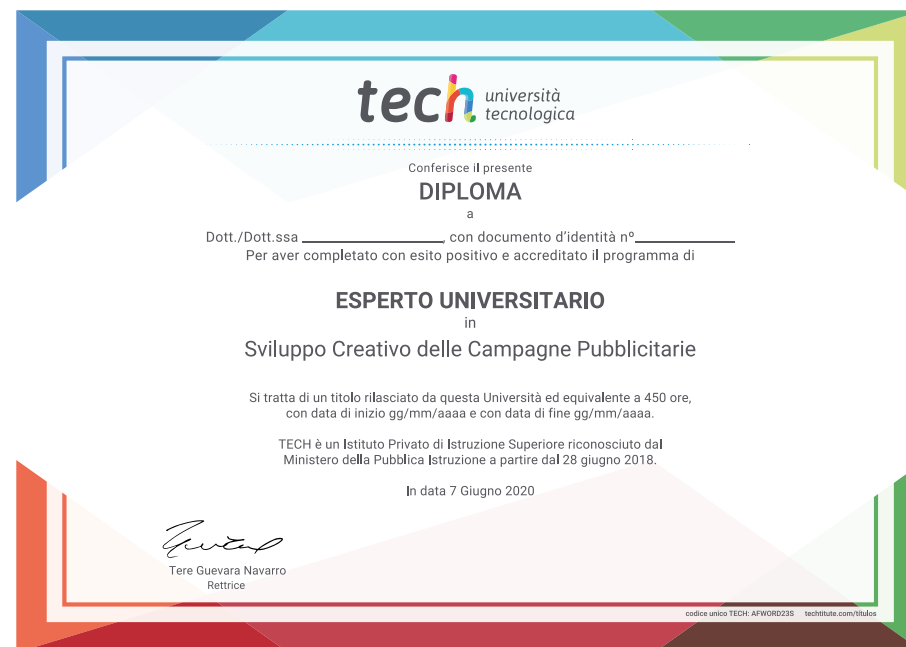 tech università
tecnologica
Conferisce il presente
DIPLOMA
a
Dott./Dott.ssa ____________, con documento d'identità nº____________
Per aver completato con esito positivo e accreditato il programma di
ESPERTO UNIVERSITARIO
in
Sviluppo Creativo delle Campagne Pubblicitarie
Si tratta di un titolo rilasciato da questa Università ed equivalente a 450 ore,
con data di inizio gg/mm/aaaa e con data di fine gg/mm/aaaa.
TECH è un Istituto Privato di Istruzione Superiore riconosciuto dal
Ministero della Pubblica Istruzione a partire dal 28 giugno 2018.
In data 7 Giugno 2020
Tere Guevara Navarro
Rettrice
codice unico TECH: AFWORD23S techtitute.com/titulos